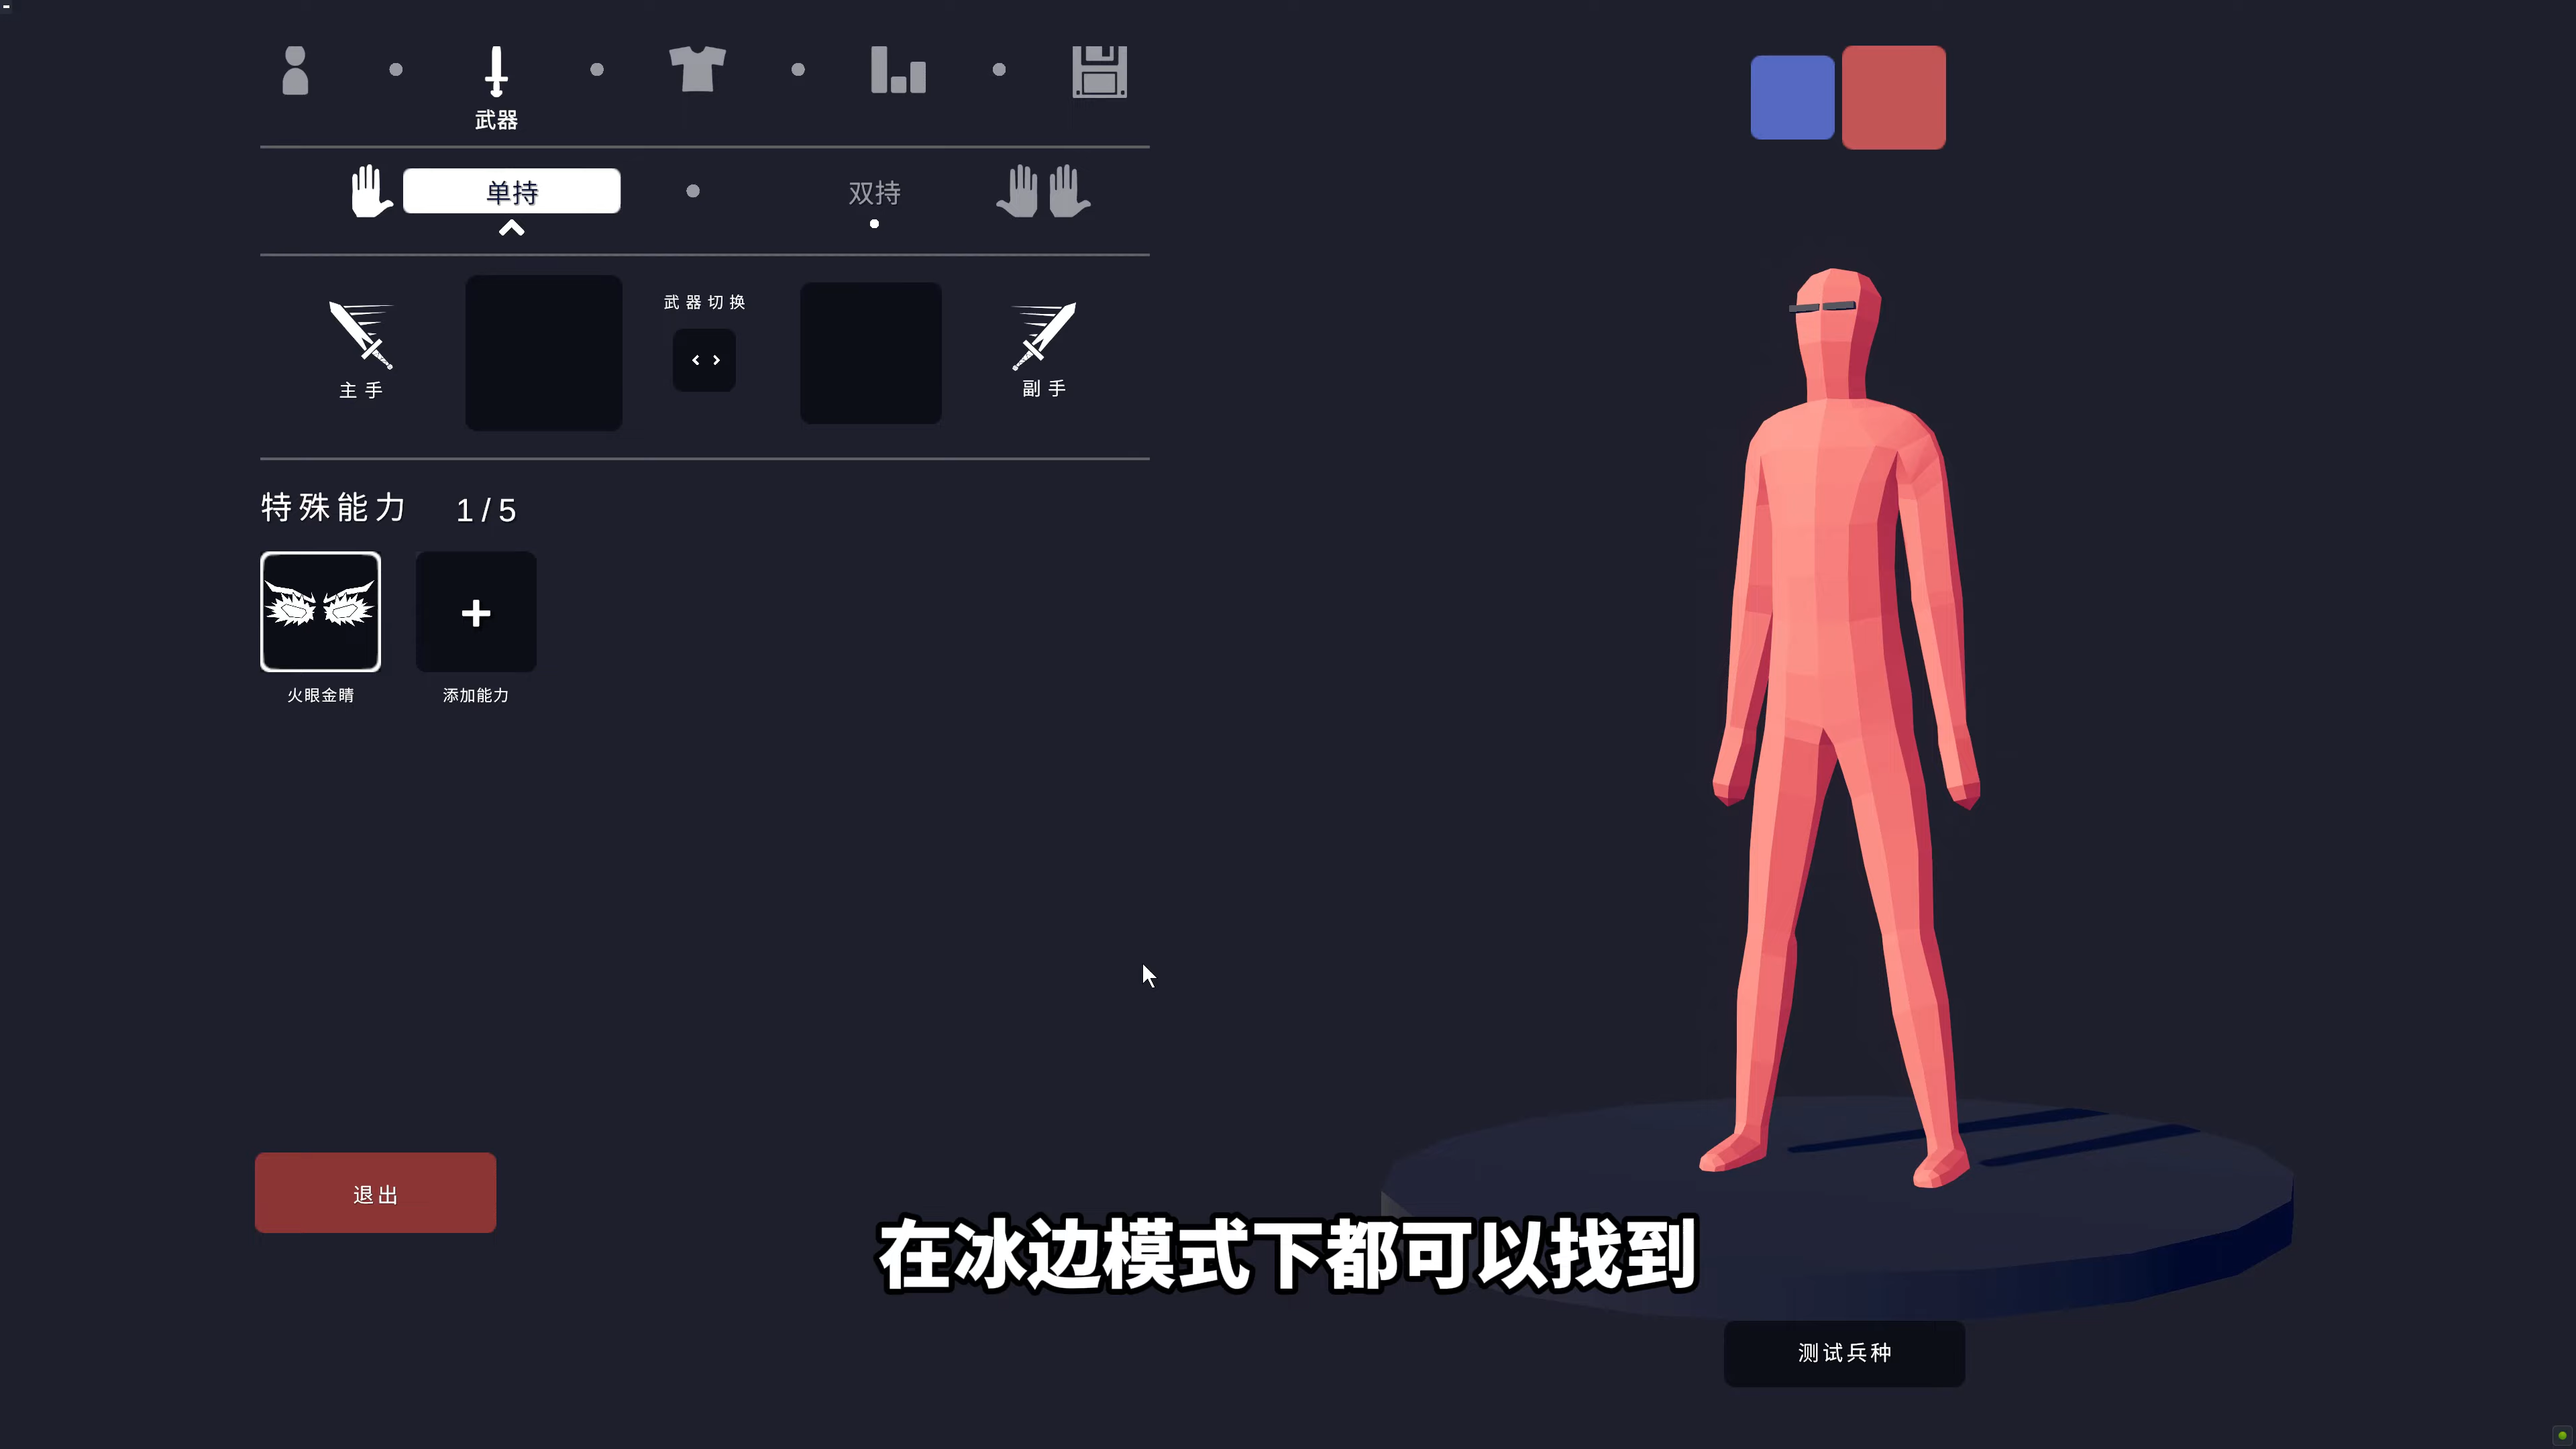 武器
单持
双持
武器切换
主手
副手
特殊能力 1/5
火眼金睛
添加能力
退出
在冰边模式下都可以找到
测试兵种